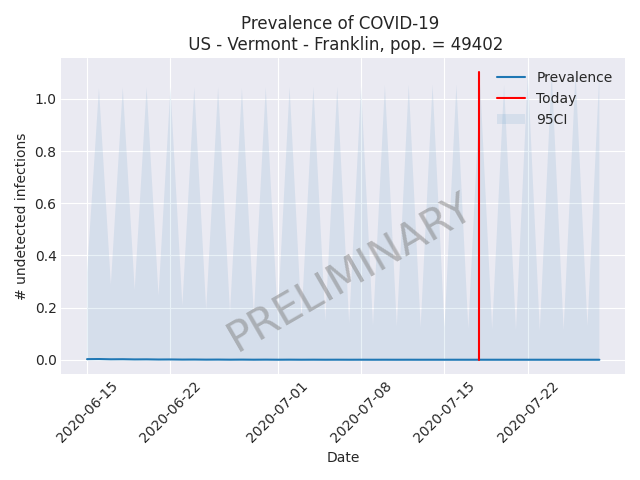 Prevalence of COVID-19
US - Vermont - Franklin, pop. = 49402
Prevalence
Today
95CI
1.0
0.8
0.6
0.4
0.2
0.0
# undetected infections
PRELIMINARY
2020-06-15
2020-06-22
2020-07-01
2020-07-08
2020-07-15
2020-07-22
Date